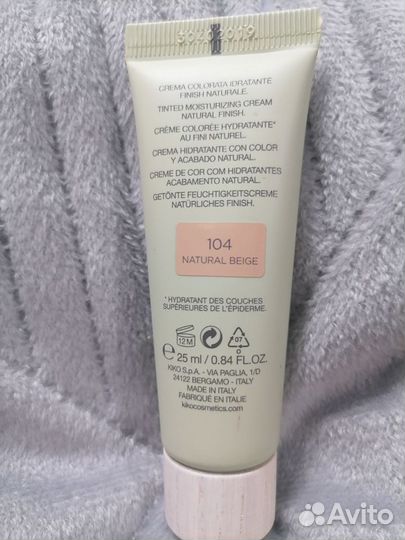 CREMA COLORATA IDRATANTE
FINISH NATURALE.
TINTED MOISTURIZING CREAM
NATURAL FINISH.
CRÈME COLORÉE HYDRATANTE*
AU FINI NATUREL.
CREMA HIDRATANTE CON COLOR
Y ACABADO NATURAL.
CREME DE COR COM HIDRATANTES
ACABAMENTO NATURAL.
GETÖNTE FEUCHTIGKEITSCREME
NATÜRLICHES FINISH.
104
NATURAL BEIGE
*HYDRATANT DES COUCHES
SUPÉRIEURES DE L'ÉPIDERME.
12M
07
O
e 25 ml / 0.84 FL.OZ.
KIKO S.p.A. - VIA PAGLIA, 1/D
24122 BERGAMO - ITALY
MADE IN ITALY
FABRIQUÉ EN ITALIE
kikocosmetics.com
Avito